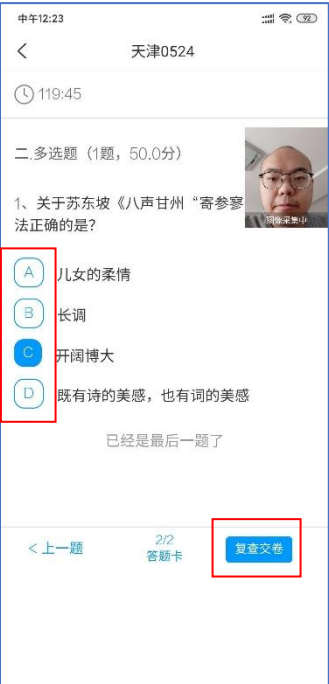 中午12:23
92
天津0524
119:45
二.多选题（1题，50.0分）
1、关于苏东坡《八声甘州“寄参寥
法正确的是?
图像采集中
A 儿女的柔情
B 长调
C 开阔博大
D 既有诗的美感，也有词的美感
已经是最后一题了
<上一题
2/2
答题卡
复查交卷